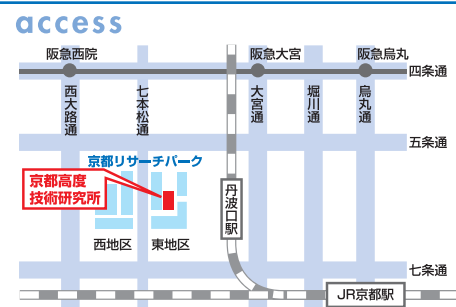 access
阪急西院
阪急大宮
阪急烏丸
四条通
西大路通
七本松通
大宮通
堀川通
烏丸通
五条通
京都リサーチパーク
京都高度
技術研究所
丹波口駅
西地区
東地区
七条通
JR京都駅